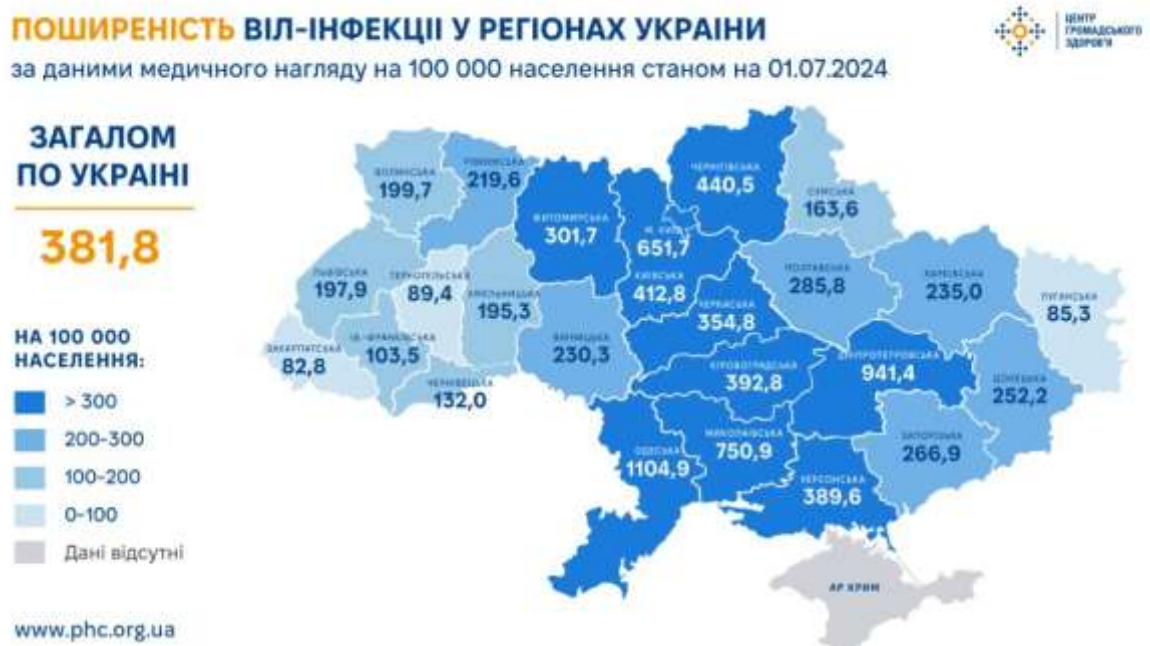 ПОШИРЕНІСТЬ ВІЛ-ІНФЕКЦІЇ У РЕГІОНАХ УКРАЇНИ
за даними медичного нагляду на 100 000 населення станом на 01.07.2024
ЦЕНТР
ГРОМАДСЬКОГО
ЗДОРОВ'Я
ЗАГАЛОМ
ПО УКРАЇНІ
381,8
НА 100 000
НАСЕЛЕННЯ:
> 300
200-300
100-200
0-100
Дані відсутні
www.phc.org.ua
ВОЛИНСЬКА
199,7
РІВНЕНСЬКА
219,6
ЖИТОМИРСЬКА
301,7
М. КИЇВ
651,7
КИЇВСЬКА
412,8
ЧЕРНІГІВСЬКА
440,5
СУМСЬКА
163,6
ЛЬВІВСЬКА
197,9
ТЕРНОПІЛЬСЬКА
89,4
ХМЕЛЬНИЦЬКА
195,3
ВІННИЦЬКА
230,3
ЧЕРКАСЬКА
354,8
ПОЛТАВСЬКА
285,8
ХАРКІВСЬКА
235,0
ЛУГАНСЬКА
85,3
ЗАКАРПАТСЬКА
82,8
ІВ.-ФРАНКІВСЬКА
103,5
ЧЕРНІВЕЦЬКА
132,0
КІРОВОГРАДСЬКА
392,8
ДНІПРОПЕТРОВСЬКА
941,4
ДОНЕЦЬКА
252,2
ОДЕСЬКА
1104,9
МИКОЛАЇВСЬКА
750,9
ХЕРСОНСЬКА
389,6
ЗАПОРІЗЬКА
266,9
АР КРИМ